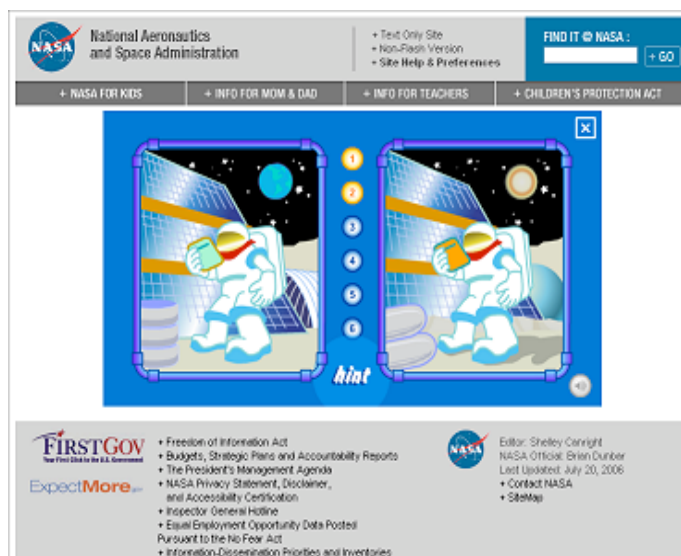 NASA
National Aeronautics
and Space Administration
+ Text Only Site
+ Non-Flash Version
+ Site Help & Preferences
FIND IT @ NASA :
+ GO
+ NASA FOR KIDS
+ INFO FOR MOM & DAD
+ INFO FOR TEACHERS
+ CHILDREN'S PROTECTION ACT
X
1
2
3
4
5
6
hint
FIRSTGOV
Your First Click to the U.S. Government
ExpectMore.gov
+ Freedom of Information Act
+ Budgets, Strategic Plans and Accountability Reports
+ The President's Management Agenda
+ NASA Privacy Statement, Disclaimer,
and Accessibility Certification
+ Inspector General Hotline
+ Equal Employment Opportunity Data Posted
Pursuant to the No Fear Act
+ Information-Dissemination Priorities and Inventories
NASA
Editor: Shelley Canright
NASA Official: Brian Dunbar
Last Updated: July 20, 2006
+ Contact NASA
+ SiteMap